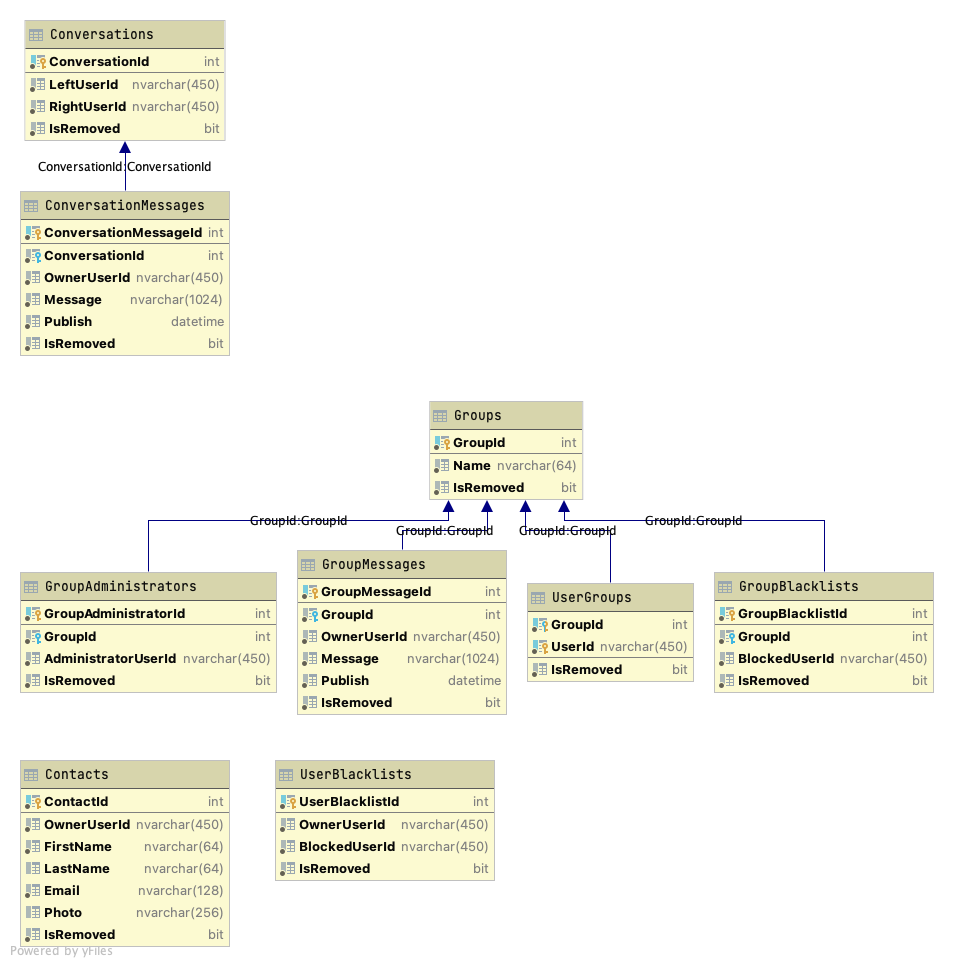 Conversations
ConversationId int
LeftUserId nvarchar(450)
RightUserId nvarchar(450)
IsRemoved bit
ConversationId:ConversationId
ConversationMessages
ConversationMessageId int
ConversationId int
OwnerUserId nvarchar(450)
Message nvarchar(1024)
Publish datetime
IsRemoved bit
Groups
GroupId int
Name nvarchar(64)
IsRemoved bit
GroupId:GroupId
GroupId:GroupId
GroupId:GroupId
GroupId:GroupId
GroupAdministrators
GroupAdministratorId int
GroupId int
AdministratorUserId nvarchar(450)
IsRemoved bit
GroupMessages
GroupMessageId int
GroupId int
OwnerUserId nvarchar(450)
Message nvarchar(1024)
Publish datetime
IsRemoved bit
UserGroups
GroupId int
UserId nvarchar(450)
IsRemoved bit
GroupBlacklists
GroupBlacklistId int
GroupId int
BlockedUserId nvarchar(450)
IsRemoved bit
Contacts
ContactId int
OwnerUserId nvarchar(450)
FirstName nvarchar(64)
LastName nvarchar(64)
Email nvarchar(128)
Photo nvarchar(256)
IsRemoved bit
UserBlacklists
UserBlacklistId int
OwnerUserId nvarchar(450)
BlockedUserId nvarchar(450)
IsRemoved bit
Powered by yFiles